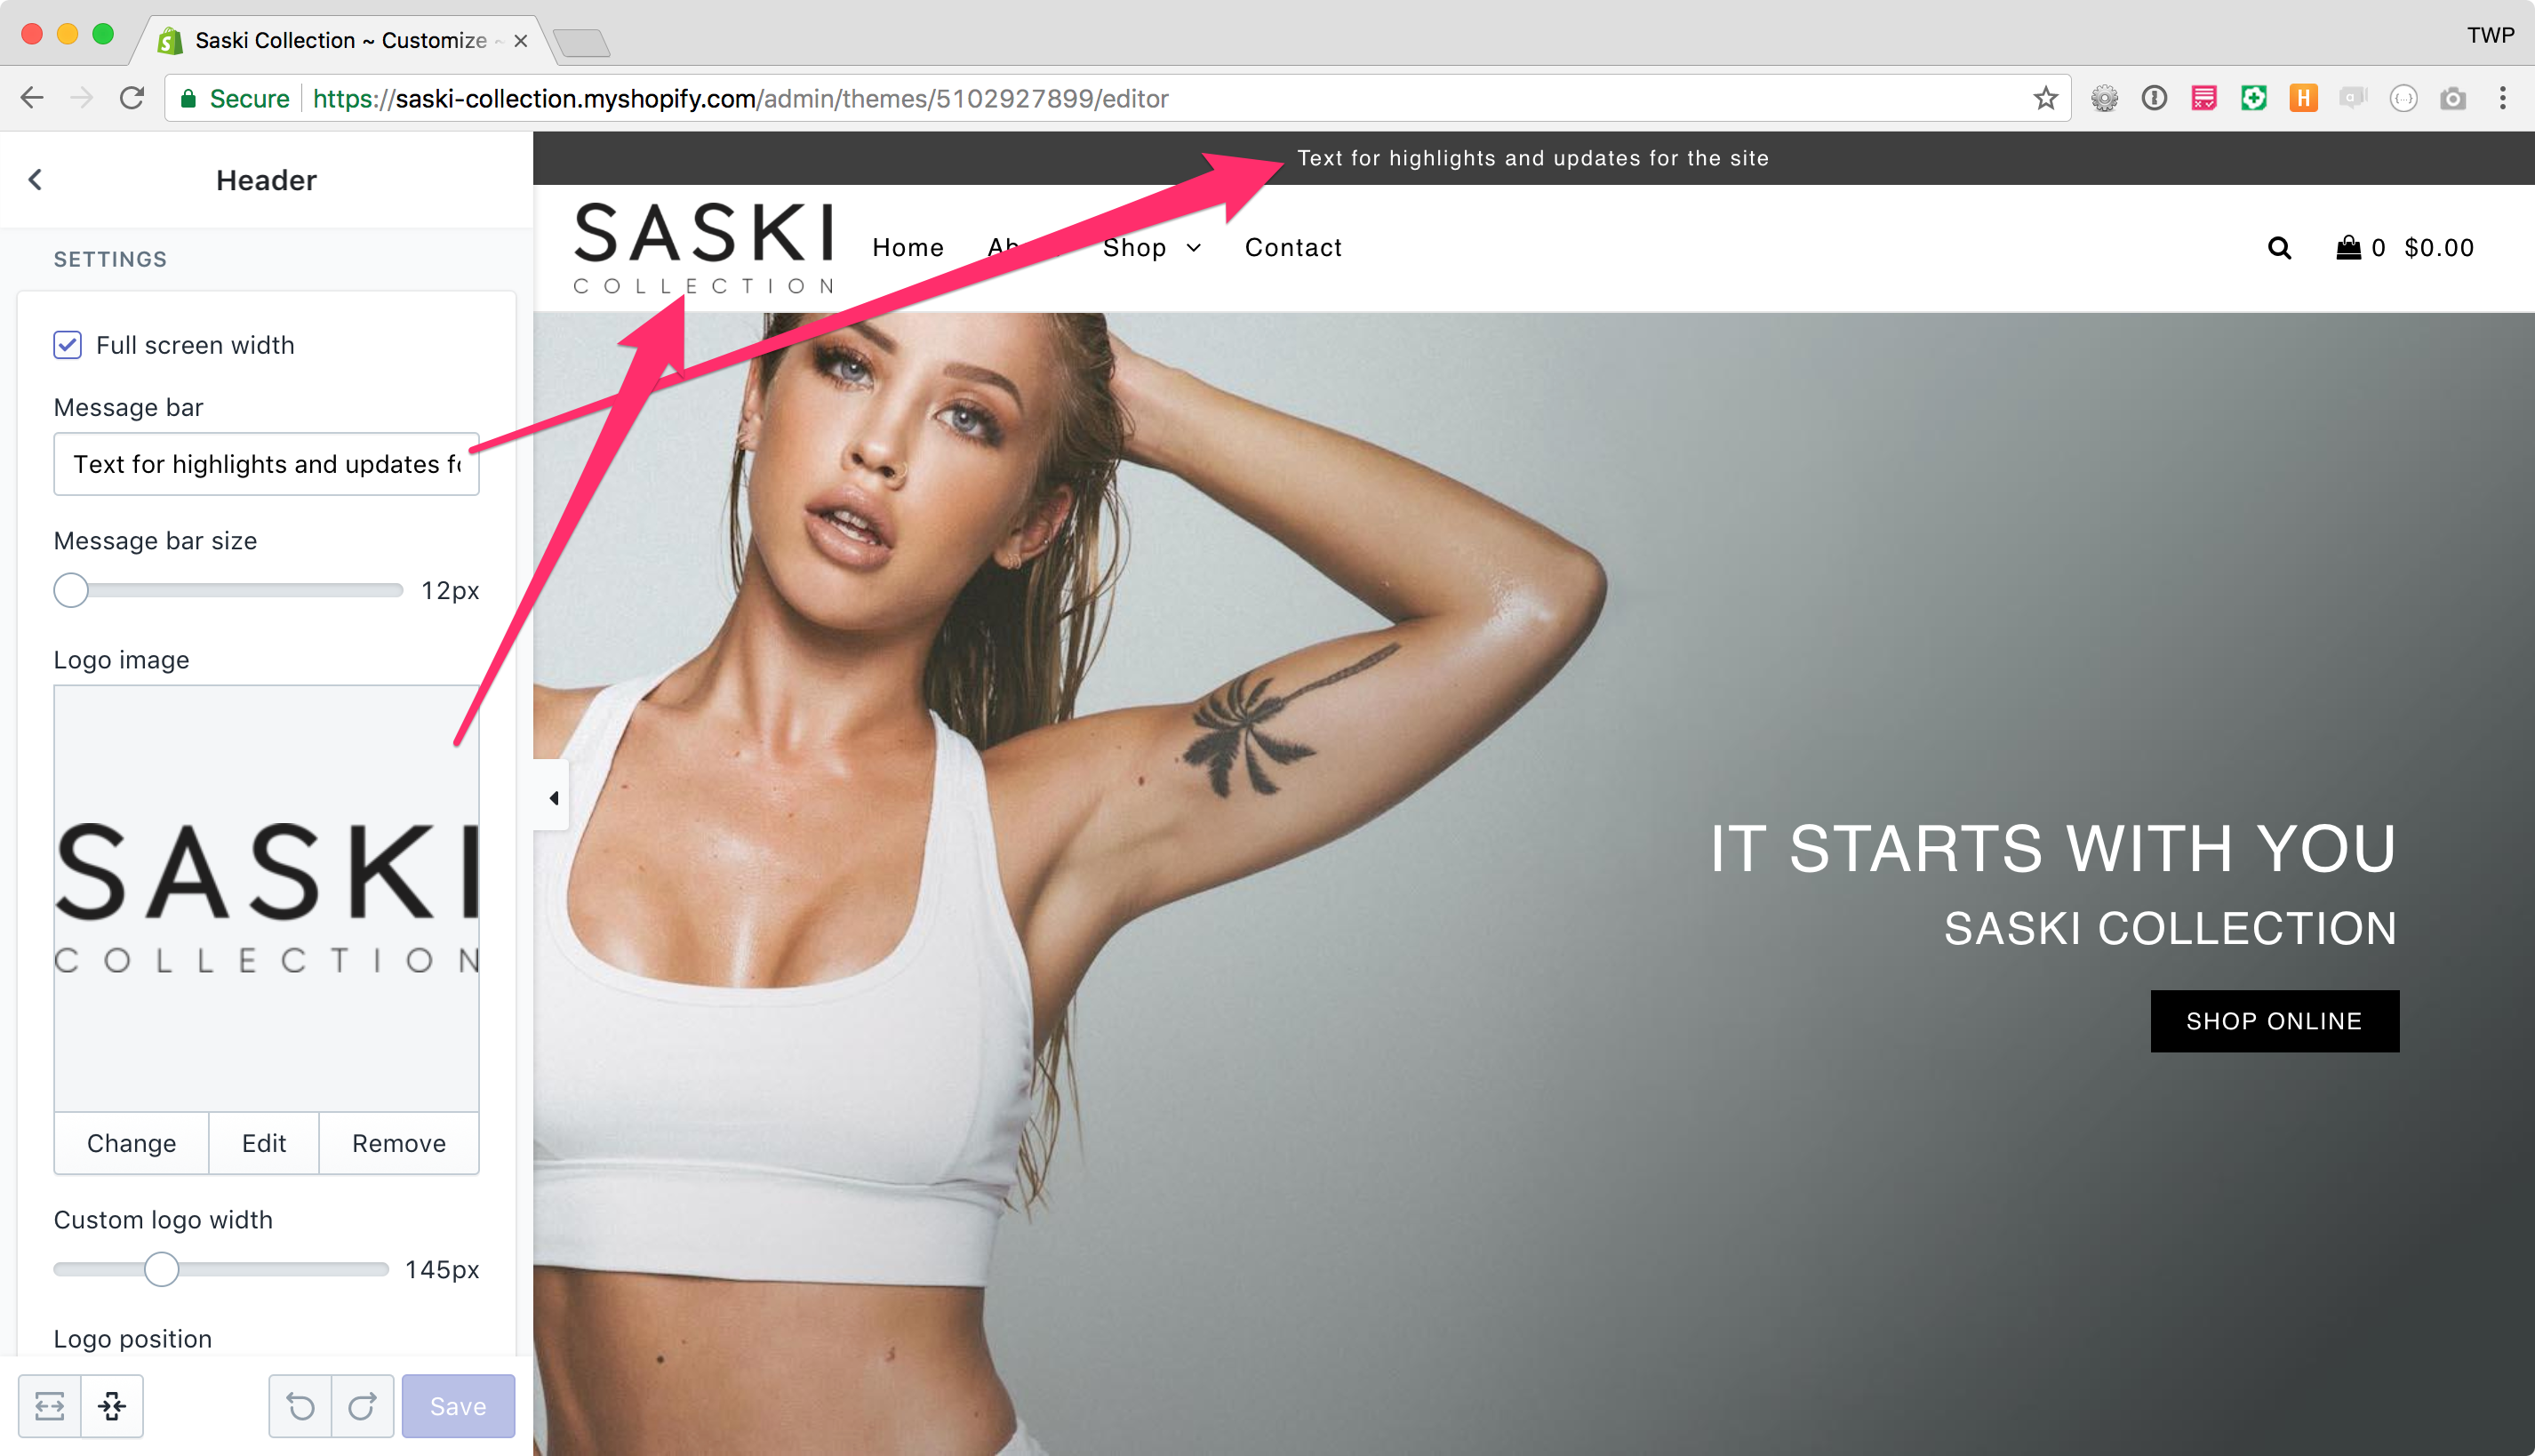 Saski Collection ~ Customize ~
TWP
Secure
https://saski-collection.myshopify.com/admin/themes/5102927899/editor
Header
SETTINGS
Full screen width
Message bar
Text for highlights and updates fo
Message bar size
12px
Logo image
SASKI
COLLECTION
Change
Edit
Remove
Custom logo width
145px
Logo position
Save
Text for highlights and updates for the site
SASKI
COLLECTION
Home
Shop
Contact
0
$0.00
IT STARTS WITH YOU
SASKI COLLECTION
SHOP ONLINE